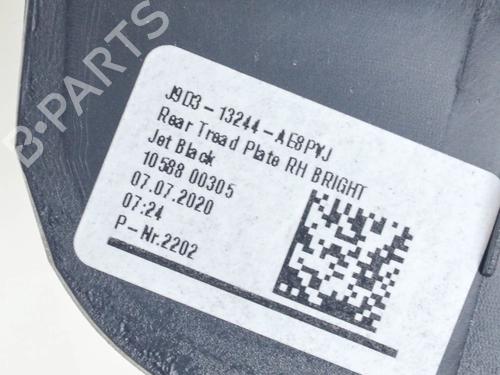 B-PARTS
J9D3-13244-AE8PVJ
Rear Tread Plate RH BRIGHT
Jet Black
10588 00305
07.07.2020
07:24
P-Nr.2202